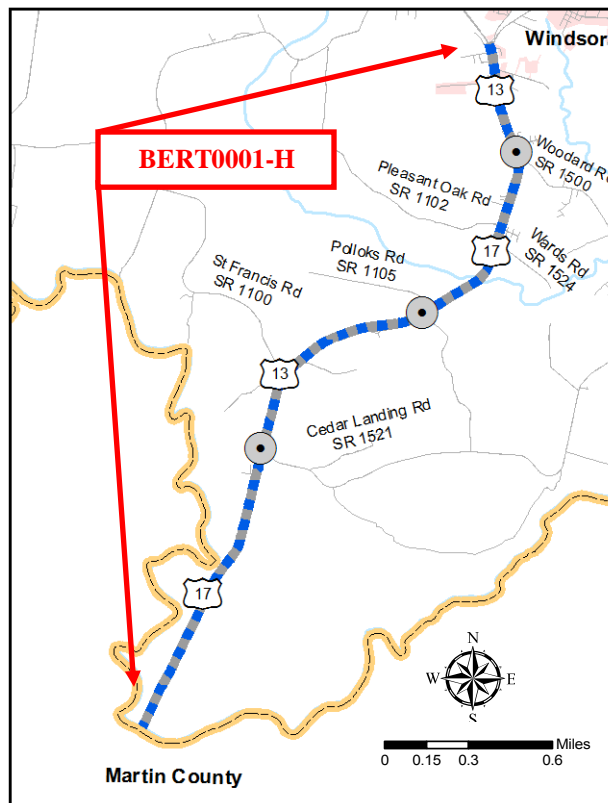 Windsor
13
BERT0001-H
Woodard Rd
SR 1500
Pleasant Oak Rd
SR 1102
17
Wards Rd
SR 1524
Polloks Rd
SR 1105
St Francis Rd
SR 1100
13
Cedar Landing Rd
SR 1521
17
N
W E
S
Miles
0 0.15 0.3 0.6
Martin County